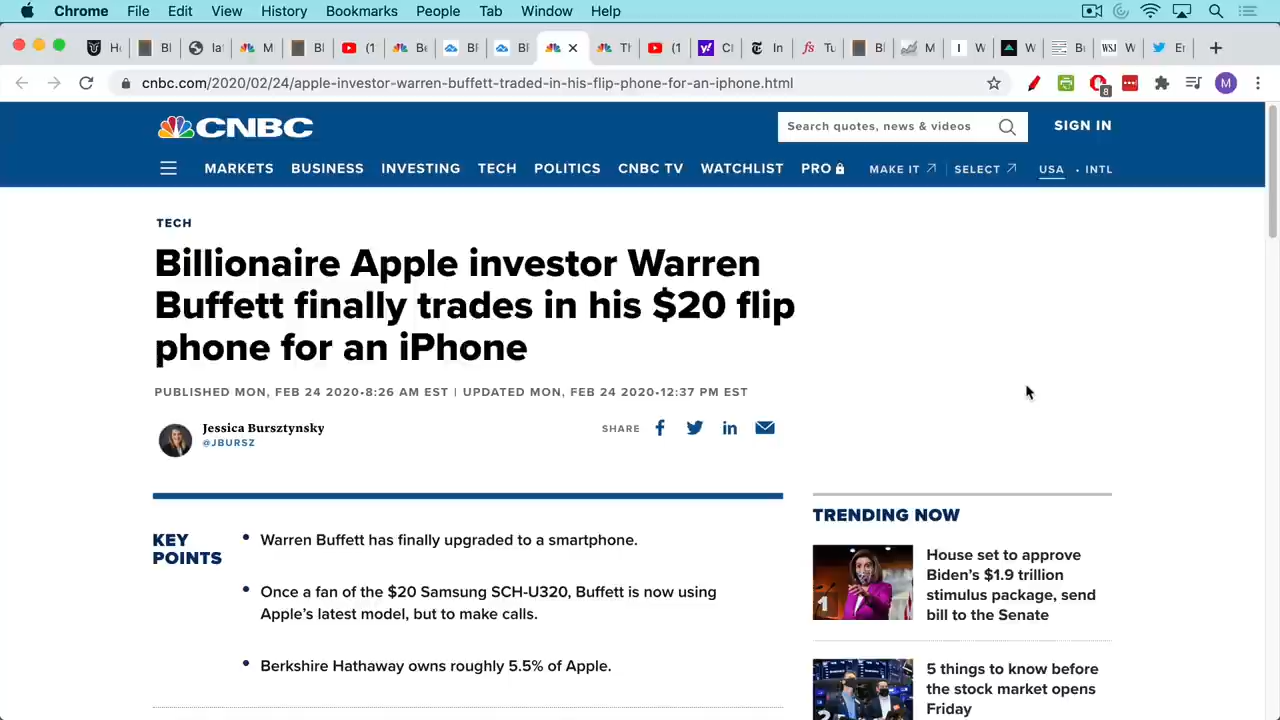 Chrome File Edit View History Bookmarks People Tab Window Help
cnbc.com/2020/02/24/apple-investor-warren-buffett-traded-in-his-flip-phone-for-an-iphone.html
8
M
CNBC
Search quotes, news & videos
SIGN IN
MARKETS BUSINESS INVESTING TECH POLITICS CNBC TV WATCHLIST PRO MAKE IT SELECT USA • INTL
TECH
Billionaire Apple investor Warren
Buffett finally trades in his $20 flip
phone for an iPhone
PUBLISHED MON, FEB 24 2020•8:26 AM EST | UPDATED MON, FEB 24 2020•12:37 PM EST
Jessica Bursztynsky
@JBURSZ
SHARE
KEY
POINTS
Warren Buffett has finally upgraded to a smartphone.
Once a fan of the $20 Samsung SCH-U320, Buffett is now using
Apple's latest model, but to make calls.
Berkshire Hathaway owns roughly 5.5% of Apple.
TRENDING NOW
1
House set to approve
Biden's $1.9 trillion
stimulus package, send
bill to the Senate
2
5 things to know before
the stock market opens
Friday